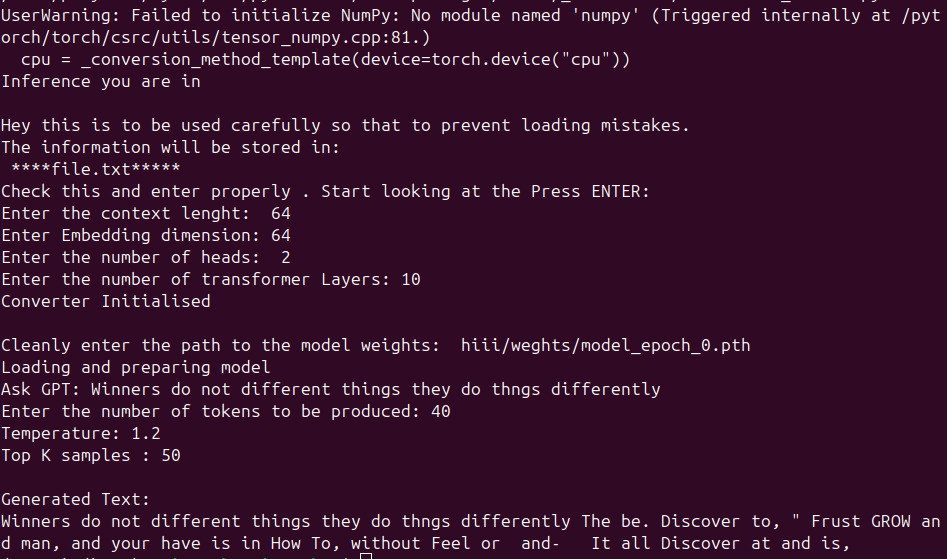 UserWarning: Failed to initialize NumPy: No module named 'numpy' (Triggered internally at /pyt
orch/torch/csrc/utils/tensor_numpy.cpp:81.)
  cpu = _conversion_method_template(device=torch.device("cpu"))
Inference you are in

Hey this is to be used carefully so that to prevent loading mistakes.
The information will be stored in:
 ****file.txt*****
Check this and enter properly . Start looking at the Press ENTER:
Enter the context lenght:  64
Enter Embedding dimension: 64
Enter the number of heads:  2
Enter the number of transformer Layers: 10
Converter Initialised

Cleanly enter the path to the model weights:  hiii/weghts/model_epoch_0.pth
Loading and preparing model
Ask GPT: Winners do not different things they do thngs differently
Enter the number of tokens to be produced: 40
Temperature: 1.2
Top K samples : 50

Generated Text:
Winners do not different things they do thngs differently The be. Discover to, " Frust GROW an
d man, and your have is in How To, without Feel or  and-   It all Discover at and is,